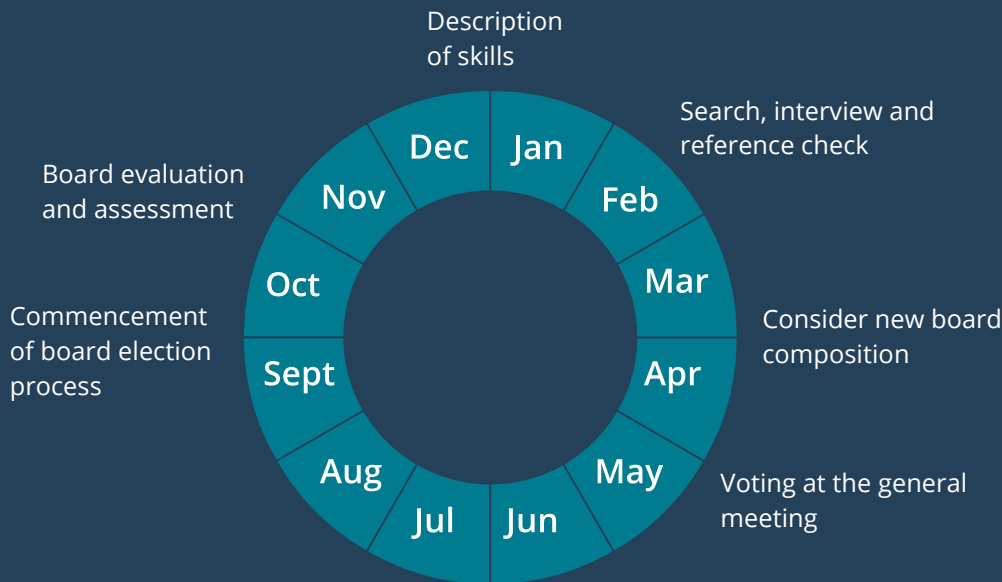 Description
of skills
Search, interview and
reference check
Board evaluation
and assessment
Commencement
of board election
process
Consider new board
composition
Voting at the general
meeting
Jan
Feb
Mar
Apr
May
Jun
Jul
Aug
Sept
Oct
Nov
Dec